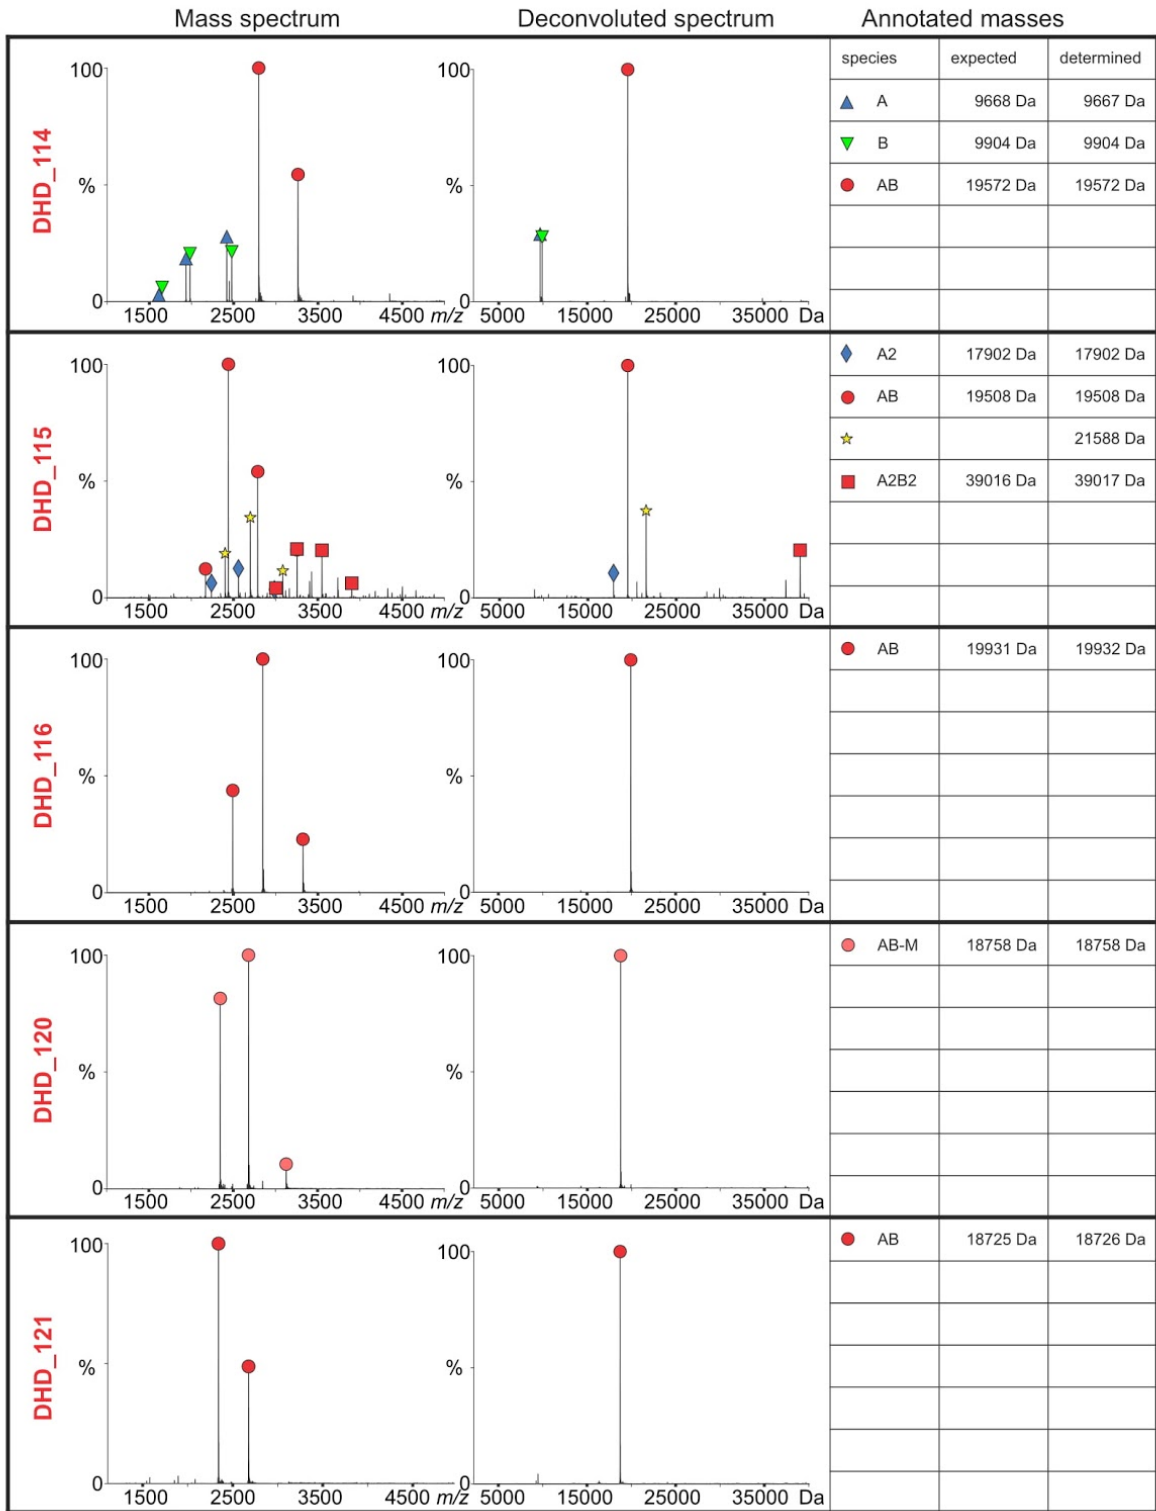 Mass spectrum Deconvoluted spectrum Annotated masses
DHD_114
100
%
0
1500 2500 3500 4500 m/z
100
%
0
5000 15000 25000 35000 Da
species expected determined
A 9668 Da 9667 Da
B 9904 Da 9904 Da
AB 19572 Da 19572 Da
DHD_115
100
%
0
1500 2500 3500 4500 m/z
100
%
0
5000 15000 25000 35000 Da
A2 17902 Da 17902 Da
AB 19508 Da 19508 Da
21588 Da
A2B2 39016 Da 39017 Da
DHD_116
100
%
0
1500 2500 3500 4500 m/z
100
%
0
5000 15000 25000 35000 Da
AB 19931 Da 19932 Da
DHD_120
100
%
0
1500 2500 3500 4500 m/z
100
%
0
5000 15000 25000 35000 Da
AB-M 18758 Da 18758 Da
DHD_121
100
%
0
1500 2500 3500 4500 m/z
100
%
0
5000 15000 25000 35000 Da
AB 18725 Da 18726 Da